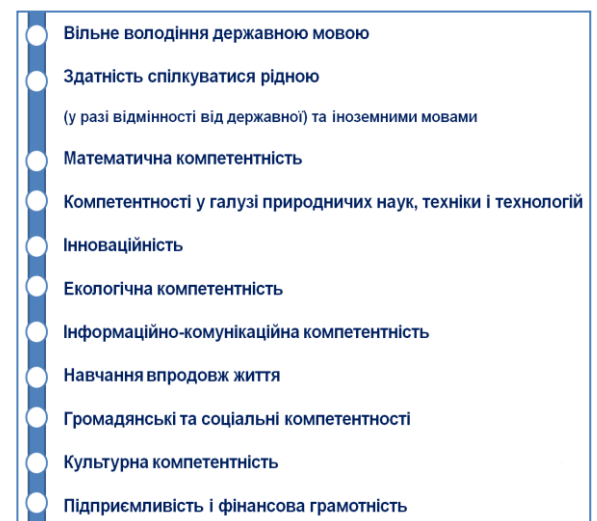 Вільне володіння державною мовою
Здатність спілкуватися рідною
(у разі відмінності від державної) та іноземними мовами
Математична компетентність
Компетентності у галузі природничих наук, техніки і технологій
Інноваційність
Екологічна компетентність
Інформаційно-комунікаційна компетентність
Навчання впродовж життя
Громадянські та соціальні компетентності
Культурна компетентність
Підприємливість і фінансова грамотність